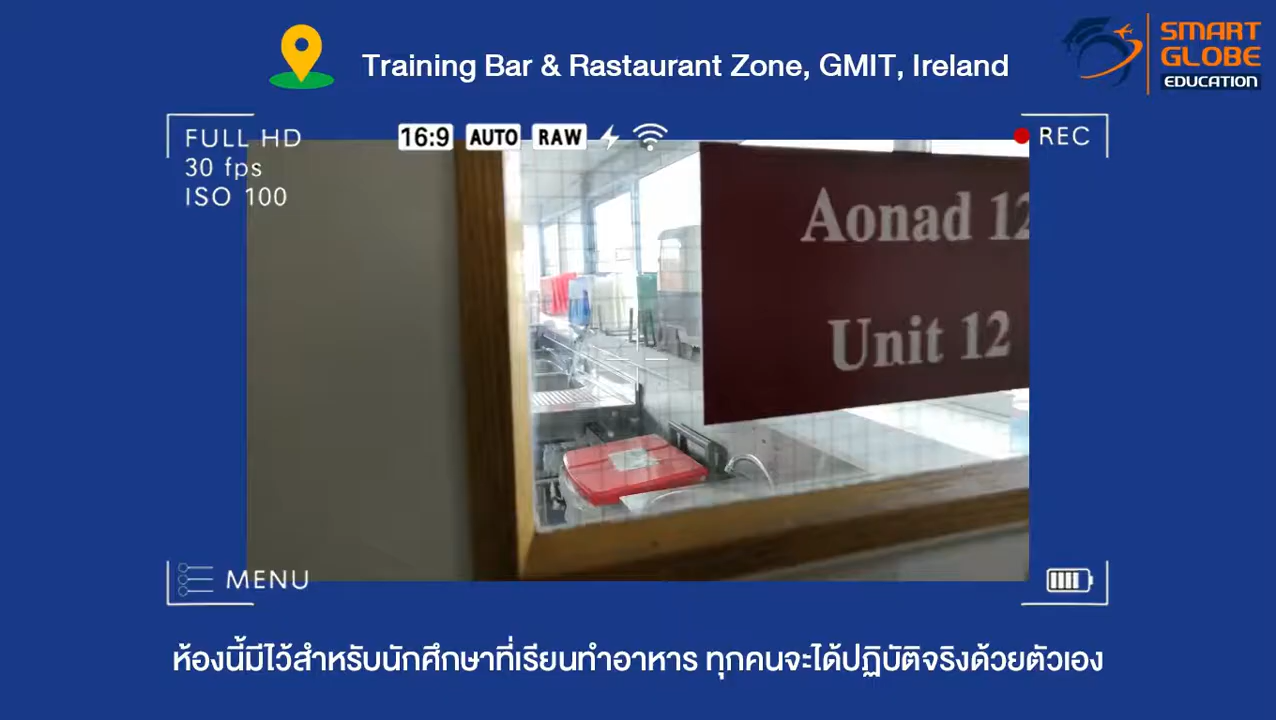 Training Bar & Rastaurant Zone, GMIT, Ireland
SMART
GLOBE
EDUCATION
FULL HD
30 fps
ISO 100
16:9 AUTO RAW
REC
Aonad 12
Unit 12
MENU
ห้องนี้มีไว้สำหรับนักศึกษาที่เรียนทำอาหาร ทุกคนจะได้ปฏิบัติจริงด้วยตัวเอง